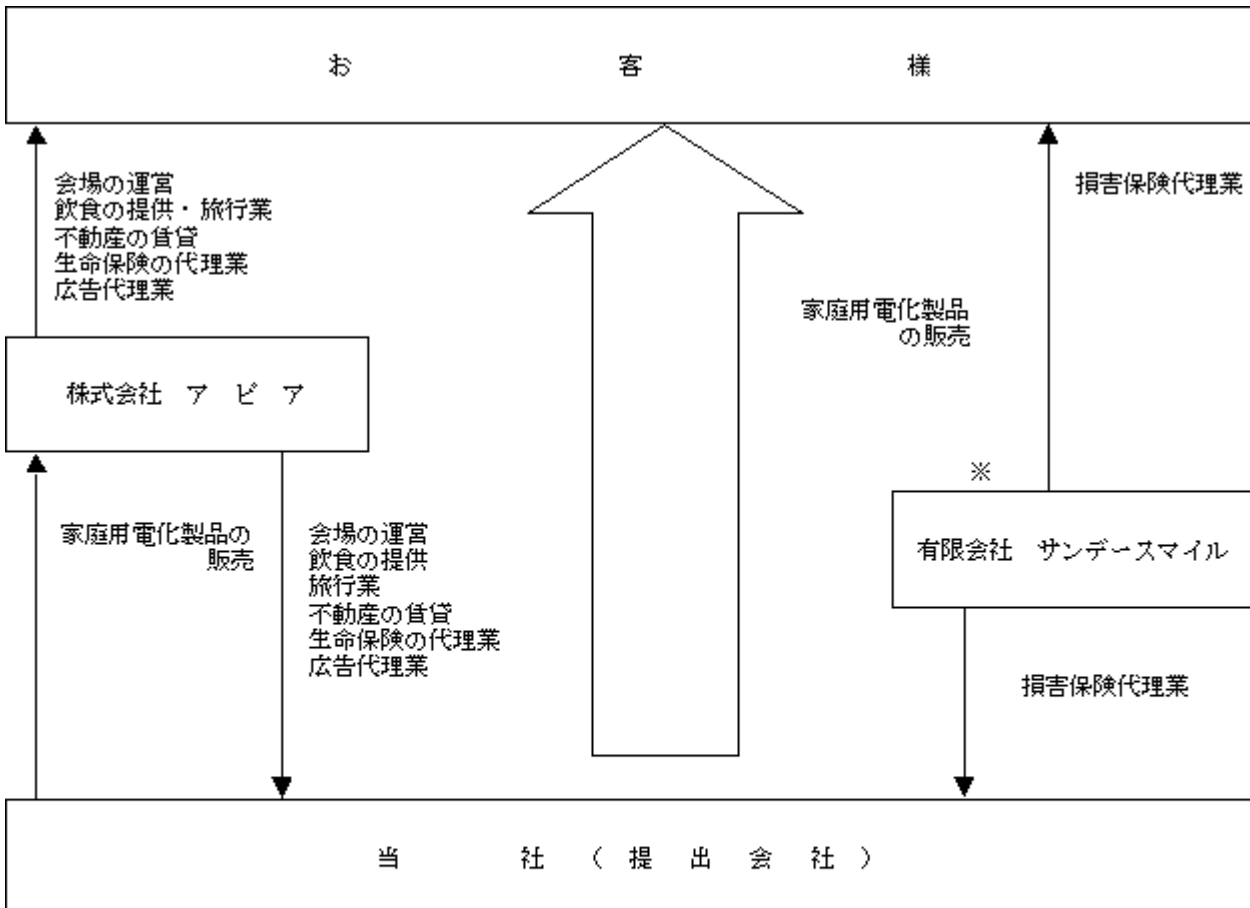 お客様
会場の運営
飲食の提供・旅行業
不動産の賃貸
生命保険の代理業
広告代理業
損害保険代理業
家庭用電化製品
の販売
株式会社 アビア
※
有限会社 サンデースマイル
家庭用電化製品の
販売
会場の運営
飲食の提供
旅行業
不動産の賃貸
生命保険の代理業
広告代理業
損害保険代理業
当社(提出会社)